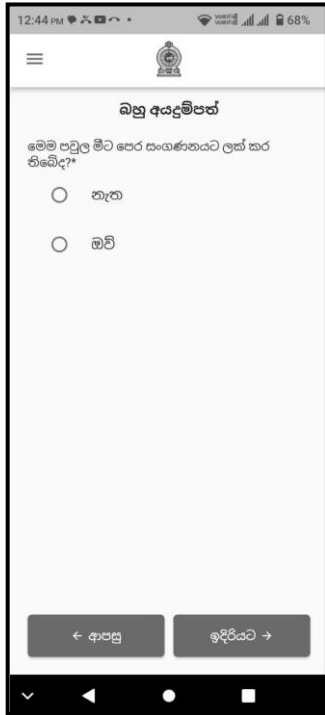 12:44 PM 68%
බහු අයදුම්පත්
මෙම පවුල මීට පෙර සංගණනයට ලක් කර
තිබේද?*
නැත
ඔව්
← ආපසු ඉදිරියට →